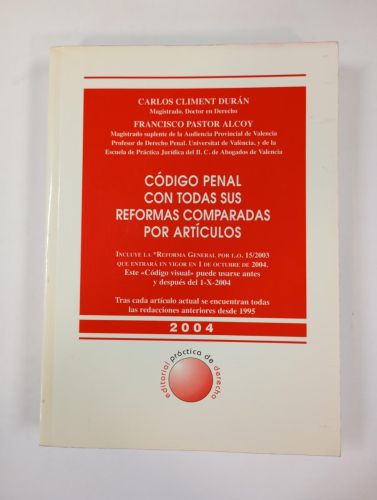 CARLOS CLIMENT DURÁN
Magistrado. Doctor en Derecho
FRANCISCO PASTOR ALCOY
Magistrado suplente de la Audiencia Provincial de Valencia
Profesor de Derecho Penal. Universitat de València, y de la
Escuela de Práctica Jurídica del Il. C. de Abogados de Valencia
CÓDIGO PENAL
CON TODAS SUS
REFORMAS COMPARADAS
POR ARTÍCULOS
INCLUYE LA *REFORMA GENERAL POR L.O. 15/2003
QUE ENTRARÁ EN VIGOR EN 1 DE OCTUBRE DE 2004.
Este «Código visual» puede usarse antes
y después del 1-X-2004
Tras cada artículo actual se encuentran todas
las redacciones anteriores desde 1995
2004
editorial práctica de derecho